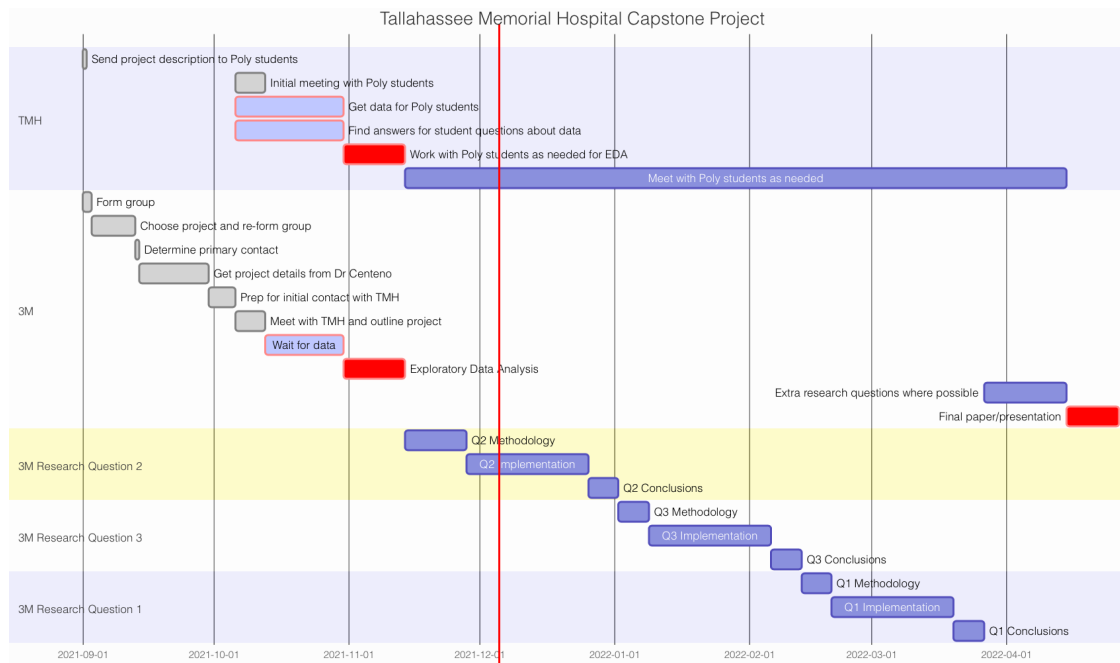 Tallahassee Memorial Hospital Capstone Project
TMH
Send project description to Poly students
Initial meeting with Poly students
Get data for Poly students
Find answers for student questions about data
Work with Poly students as needed for EDA
Meet with Poly students as needed
3M
Form group
Choose project and re-form group
Determine primary contact
Get project details from Dr Centeno
Prep for initial contact with TMH
Meet with TMH and outline project
Wait for data
Exploratory Data Analysis
Extra research questions where possible
Final paper/presentation
3M Research Question 2
Q2 Methodology
Q2 Implementation
Q2 Conclusions
3M Research Question 3
Q3 Methodology
Q3 Implementation
Q3 Conclusions
3M Research Question 1
Q1 Methodology
Q1 Implementation
Q1 Conclusions
2021-09-01 2021-10-01 2021-11-01 2021-12-01 2022-01-01 2022-02-01 2022-03-01 2022-04-01